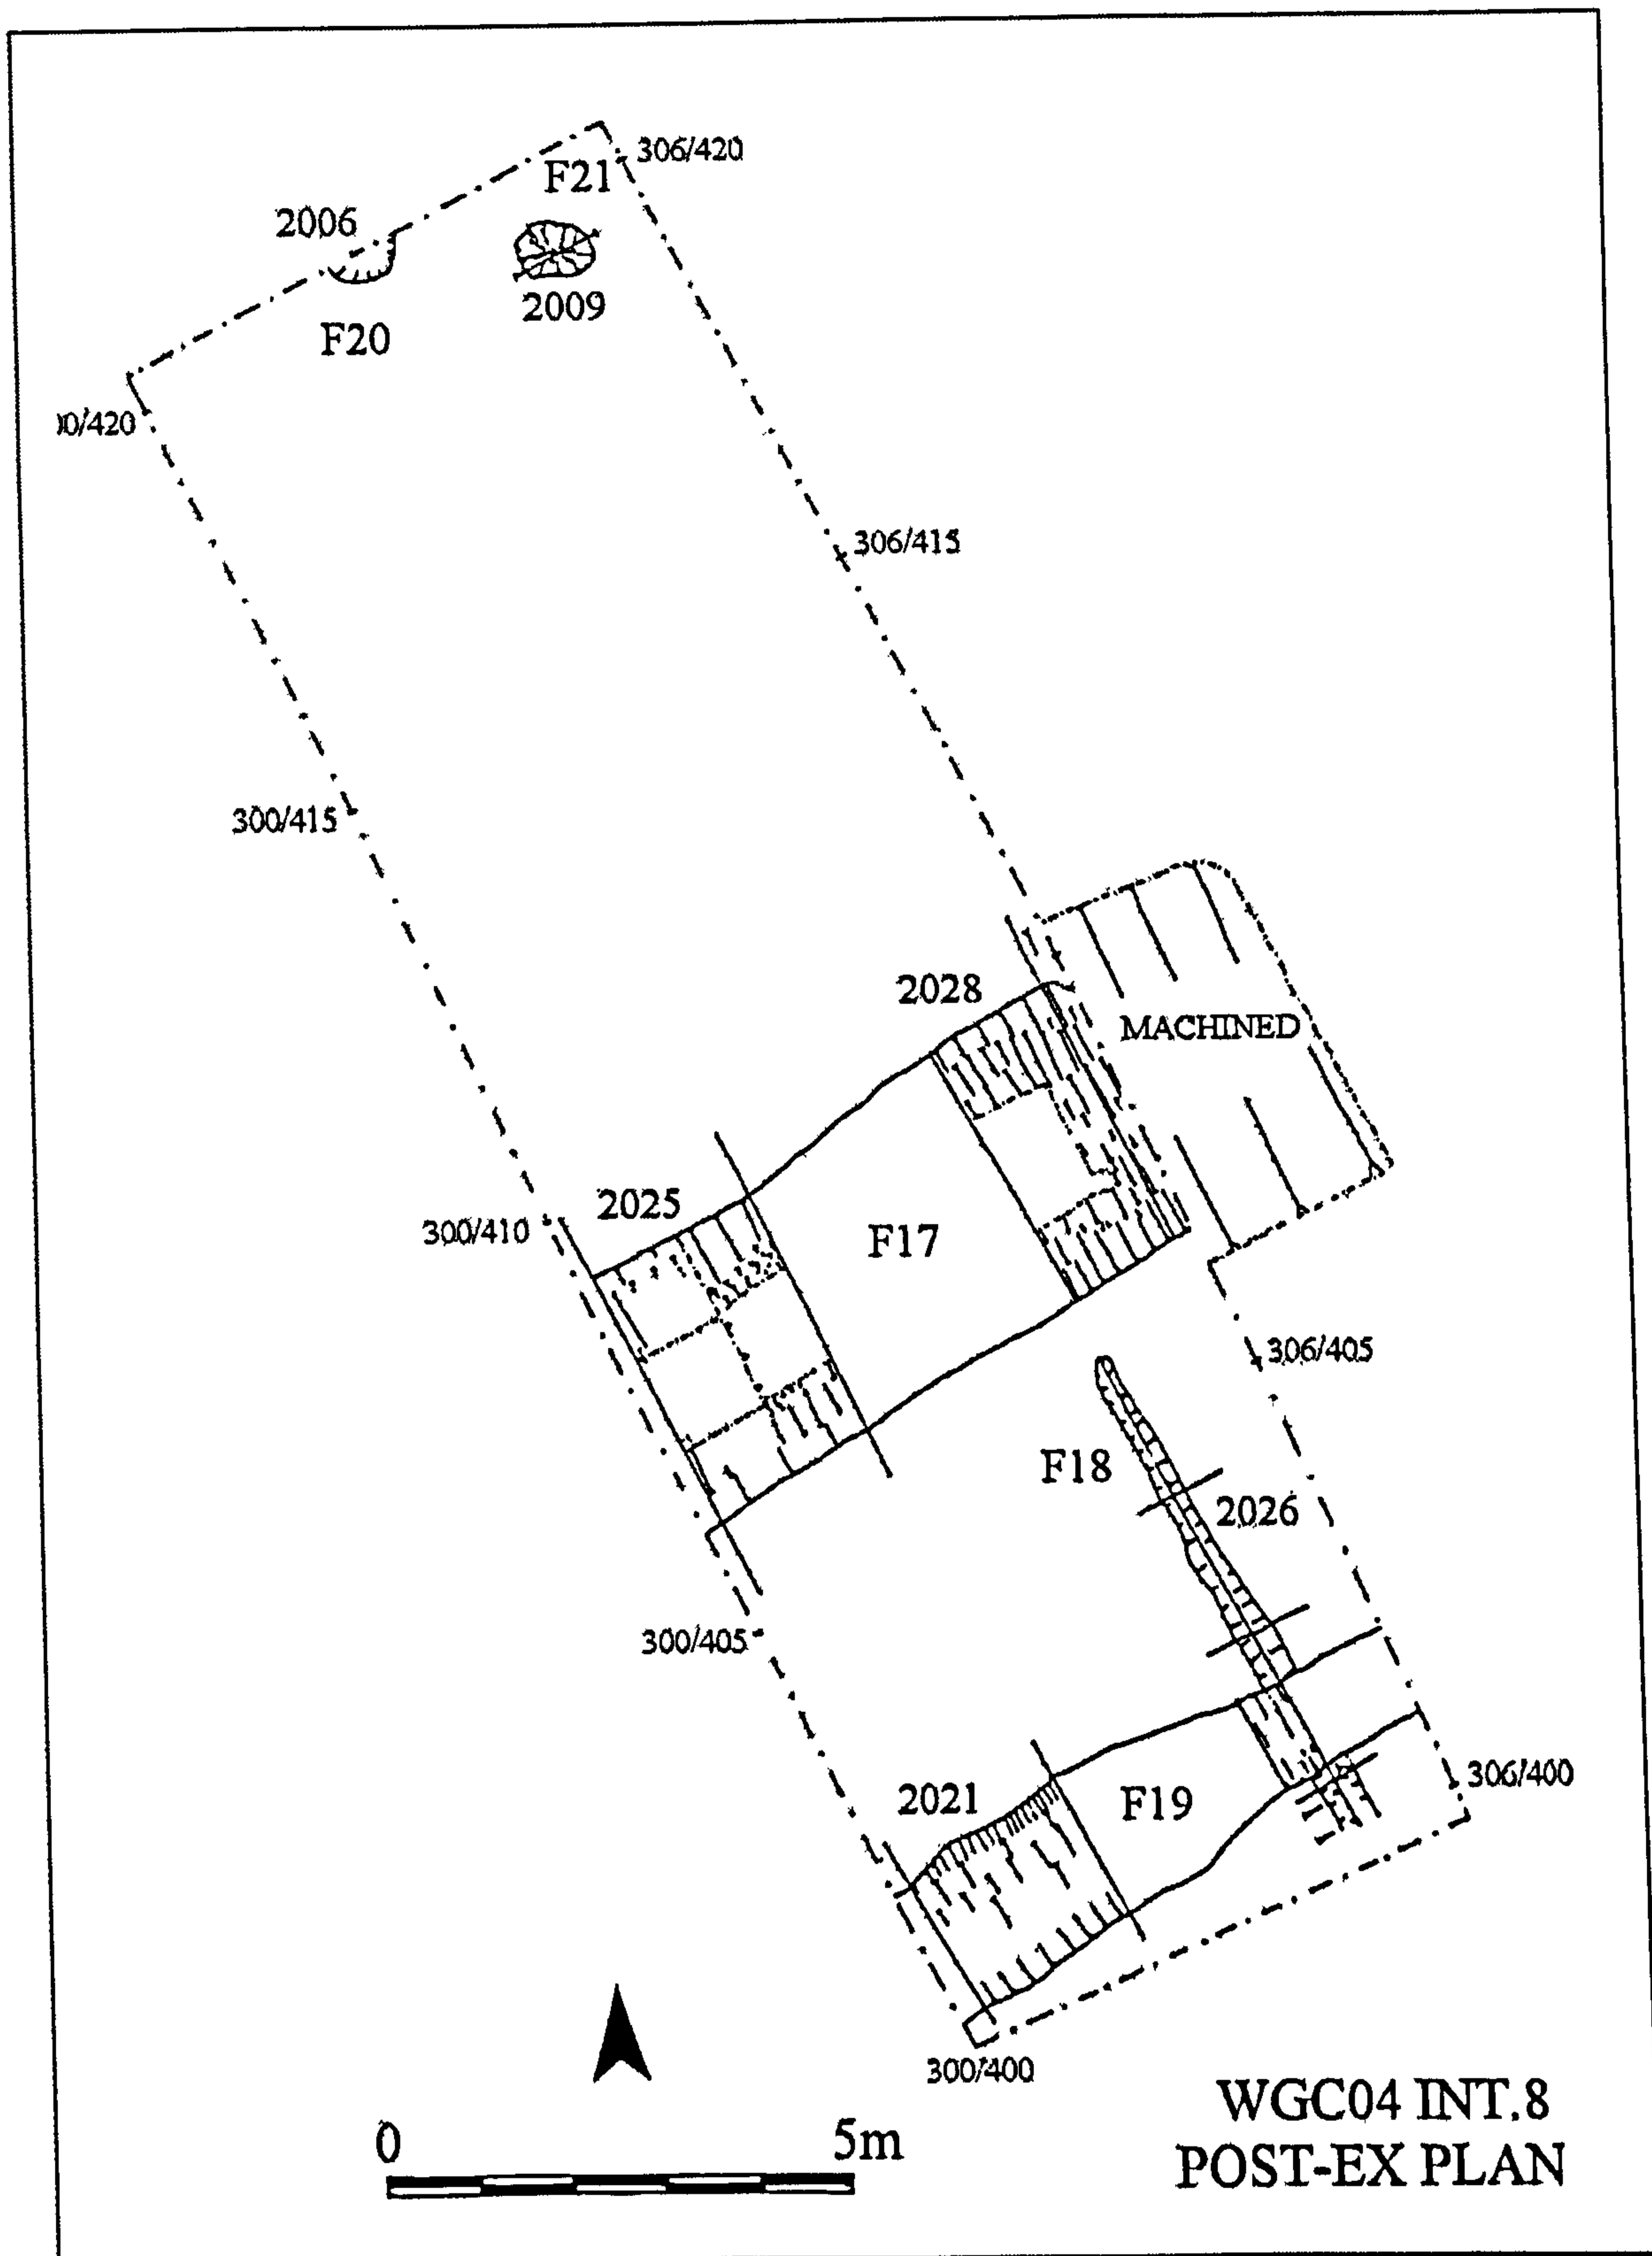 306/420
F21
2006
2009
F20
)0/420
306/415
300/415
2028
MACHINED
2025
300/410
F17
306/405
F18
2026
300/405
306/400
2021
F19
300/400
0 5m
WGC04 INT.8
POST-EX PLAN